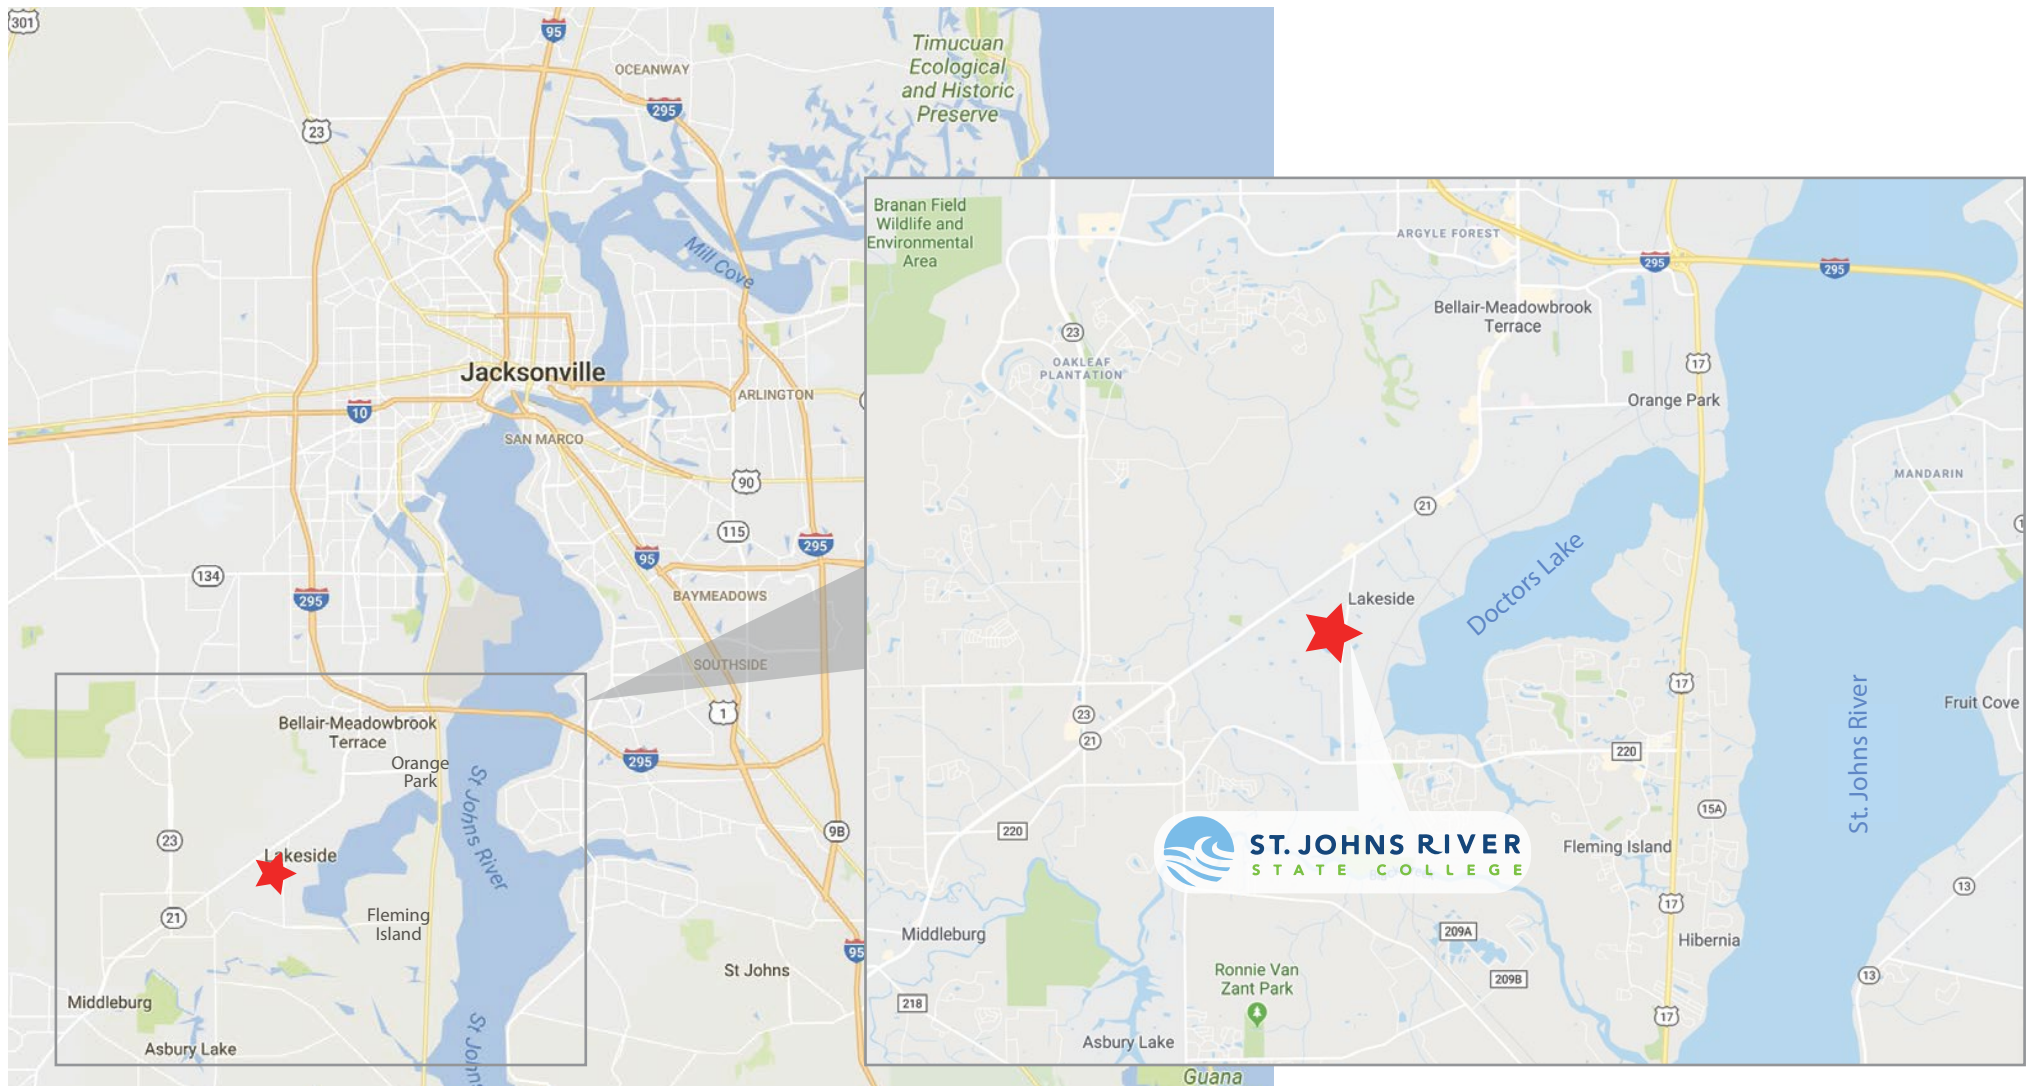 301
95
OCEANWAY
Timucuan
Ecological
and Historic
Preserve
295
23
Mill Cove
Jacksonville
10
ARLINGTON
SAN MARCO
90
115
295
95
134
295
BAYMEADOWS
SOUTHSIDE
1
Bellair-Meadowbrook
Terrace
Orange
Park
295
St Johns River
23
9B
Lakeside
21
Fleming
Island
95
St Johns
Middleburg
Asbury Lake
St Johns
Guana
Branan Field
Wildlife and
Environmental
Area
ARGYLE FOREST
295
295
Bellair-Meadowbrook
Terrace
23
OAKLEAF
PLANTATION
17
Orange Park
MANDARIN
21
Doctors Lake
Lakeside
17
Fruit Cove
23
21
220
St. Johns River
15A
220
ST. JOHNS RIVER
STATE COLLEGE
Fleming Island
13
17
Middleburg
209A
Hibernia
Ronnie Van
Zant Park
209B
13
218
17
Asbury Lake